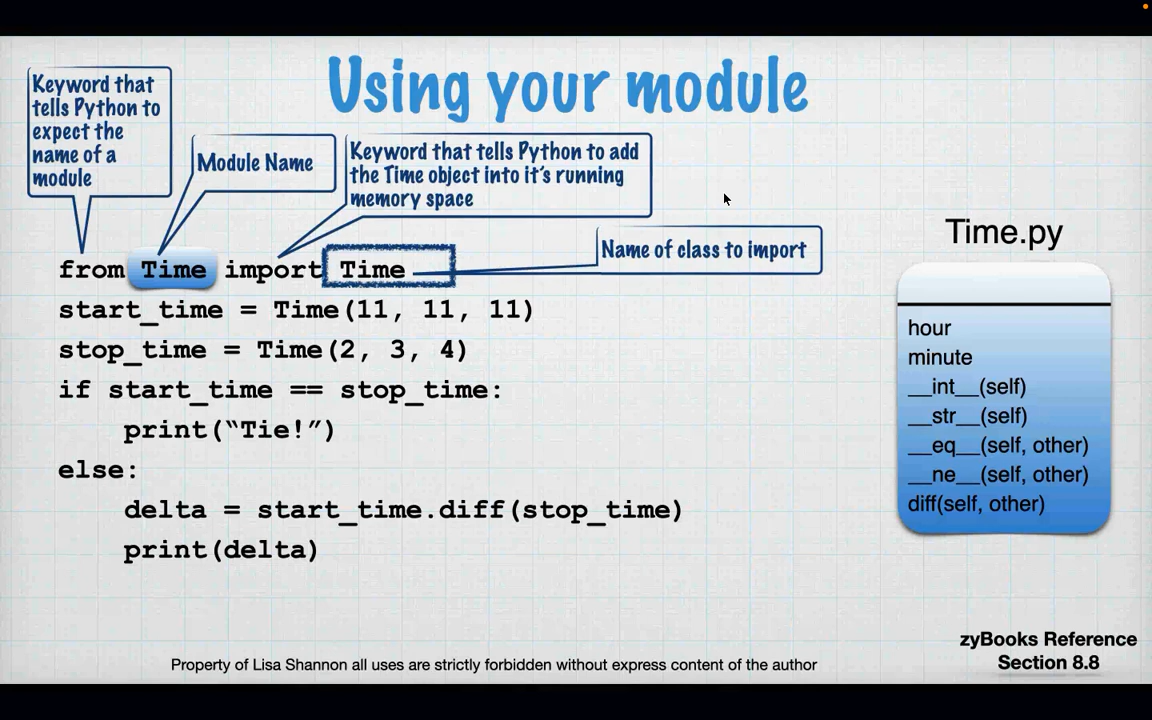 Using your module
Keyword that
tells Python to
expect the
name of a
module
Module Name
Keyword that tells Python to add
the Time object into it's running
memory space
Name of class to import
from Time import Time
start_time = Time(11, 11, 11)
stop_time = Time(2, 3, 4)
if start_time == stop_time:
    print(“Tie!”)
else:
    delta = start_time.diff(stop_time)
    print(delta)
Time.py
hour
minute
__int__(self)
__str__(self)
__eq__(self, other)
__ne__(self, other)
diff(self, other)
zyBooks Reference
Section 8.8
Property of Lisa Shannon all uses are strictly forbidden without express content of the author